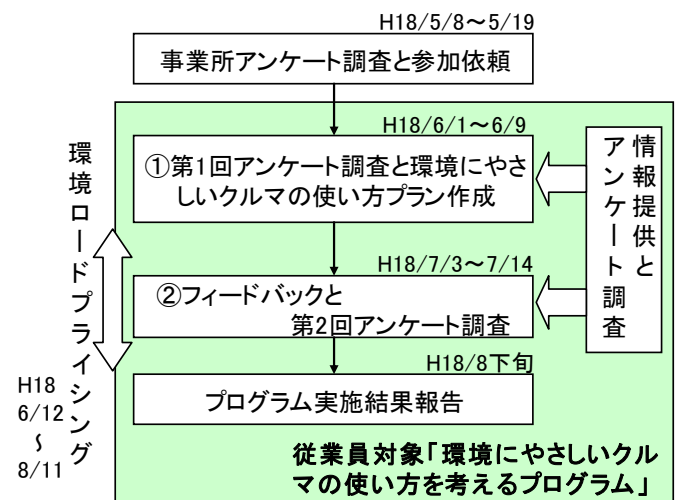 H18/5/8～5/19
事業所アンケート調査と参加依頼
H18/6/1～6/9
①第1回アンケート調査と環境にやさ
しいクルマの使い方プラン作成
H18/7/3～7/14
②フィードバックと
第2回アンケート調査
H18/8下旬
プログラム実施結果報告
情報提供と
アンケート調査
環境ロードプライシング
H18
6/12
～
8/11
従業員対象「環境にやさしいクル
マの使い方を考えるプログラム」